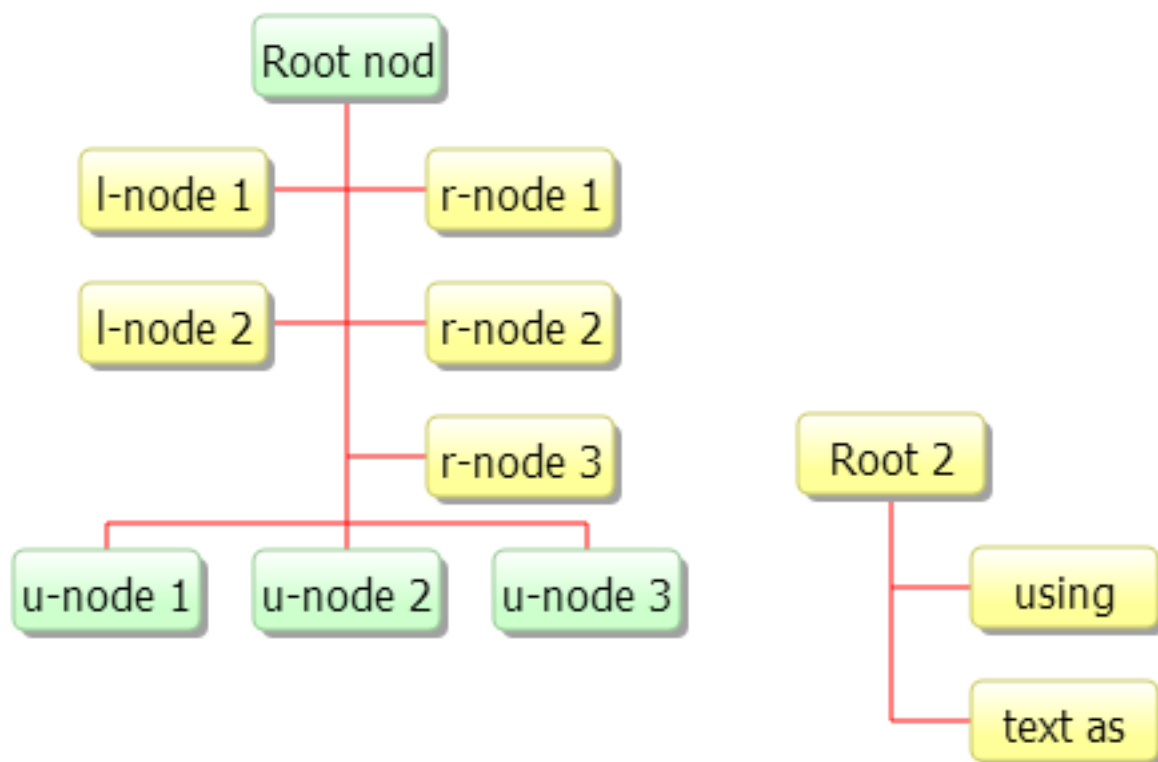 Root nod
l-node 1
r-node 1
l-node 2
r-node 2
r-node 3
Root 2
u-node 1
u-node 2
u-node 3
using
text as